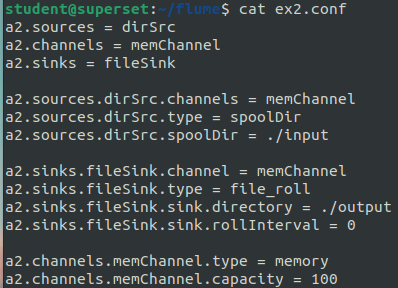 student@superset:~/flume$ cat ex2.conf
a2.sources = dirSrc
a2.channels = memChannel
a2.sinks = fileSink
a2.sources.dirSrc.channels = memChannel
a2.sources.dirSrc.type = spoolDir
a2.sources.dirSrc.spoolDir = ./input
a2.sinks.fileSink.channel = memChannel
a2.sinks.fileSink.type = file_roll
a2.sinks.fileSink.sink.directory = ./output
a2.sinks.fileSink.sink.rollInterval = 0
a2.channels.memChannel.type = memory
a2.channels.memChannel.capacity = 100